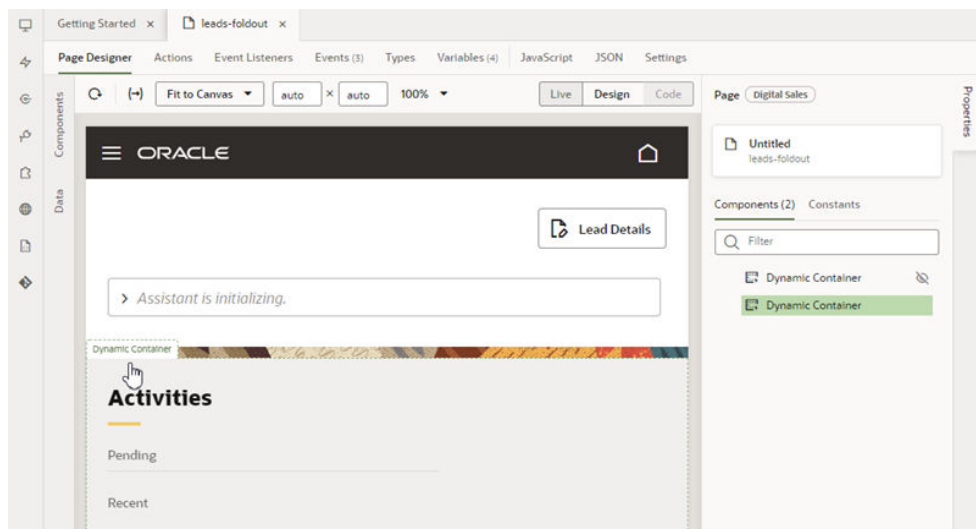 Getting Started ×
leads-foldout ×
Page Designer Actions Event Listeners Events (3) Types Variables (4) JavaScript JSON Settings
Components
Data
Fit to Canvas auto × auto 100%
Live Design Code
Page Digital Sales
Properties
ORACLE
Untitled
leads-foldout
Components (2) Constants
Lead Details
Filter
Dynamic Container
Assistant is initializing.
Dynamic Container
Dynamic Container
Activities
Pending
Recent